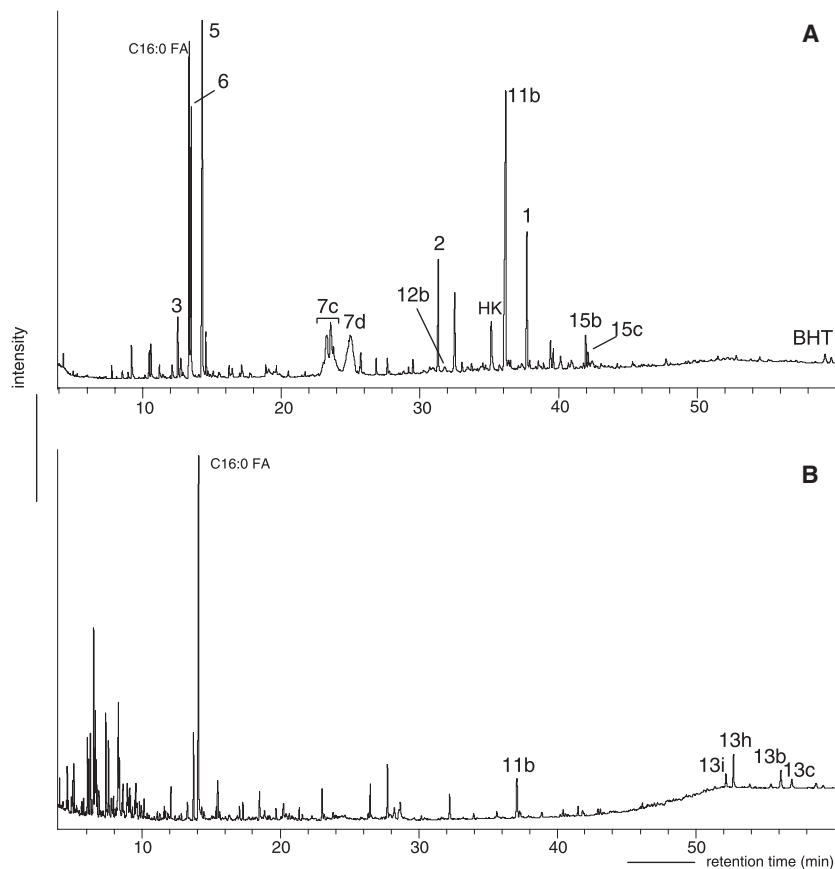 A
5
C16:0 FA
6
11b
1
2
3
7c
7d
12b
HK
15b
15c
BHT
intensity
10 20 30 40 50
B
C16:0 FA
11b
13i
13h
13b
13c
10 20 30 40 50
retention time (min)